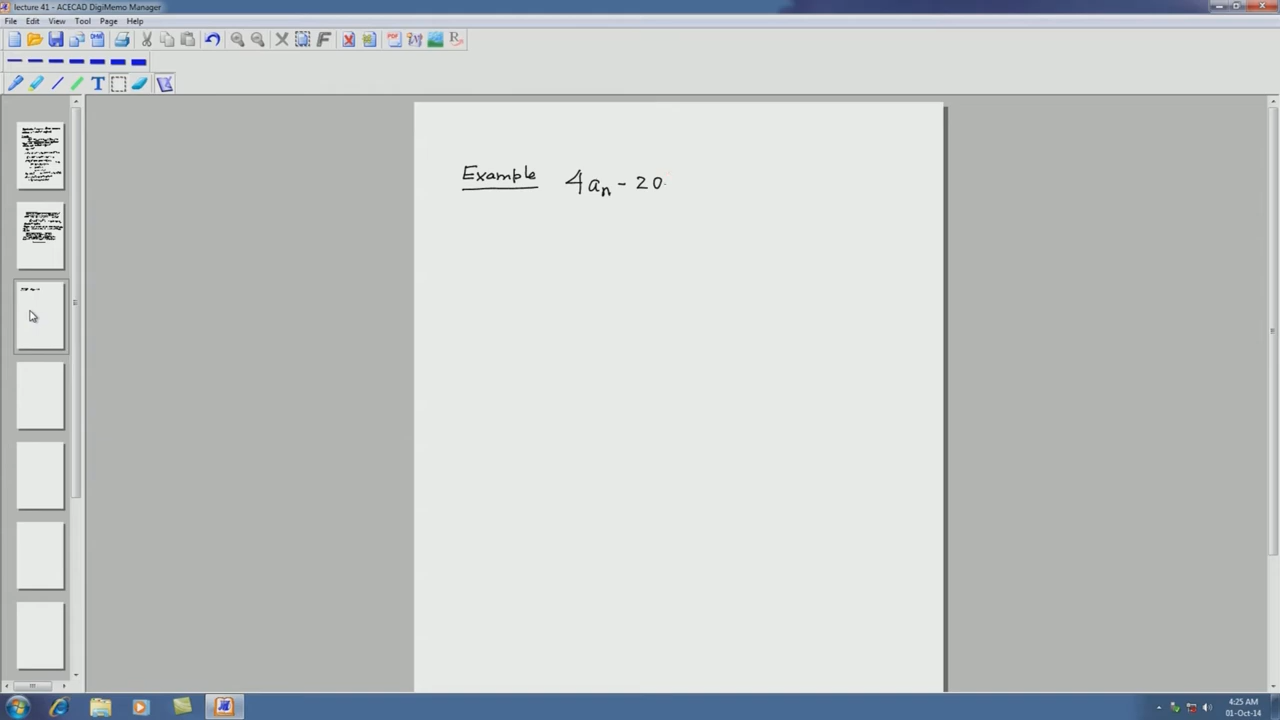 lecture 41 - ACECAD DigiMemo Manager
File Edit View Tool Page Help
Example 4aₙ - 20
4:25 AM
01-Oct-14